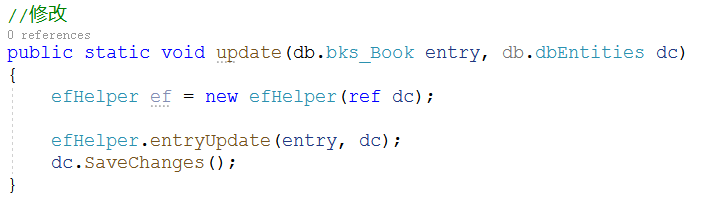 //修改
0 references
public static void update(db.bks_Book entry, db.dbEntities dc)
{
efHelper ef = new efHelper(ref dc);
efHelper.entryUpdate(entry, dc);
dc.SaveChanges();
}